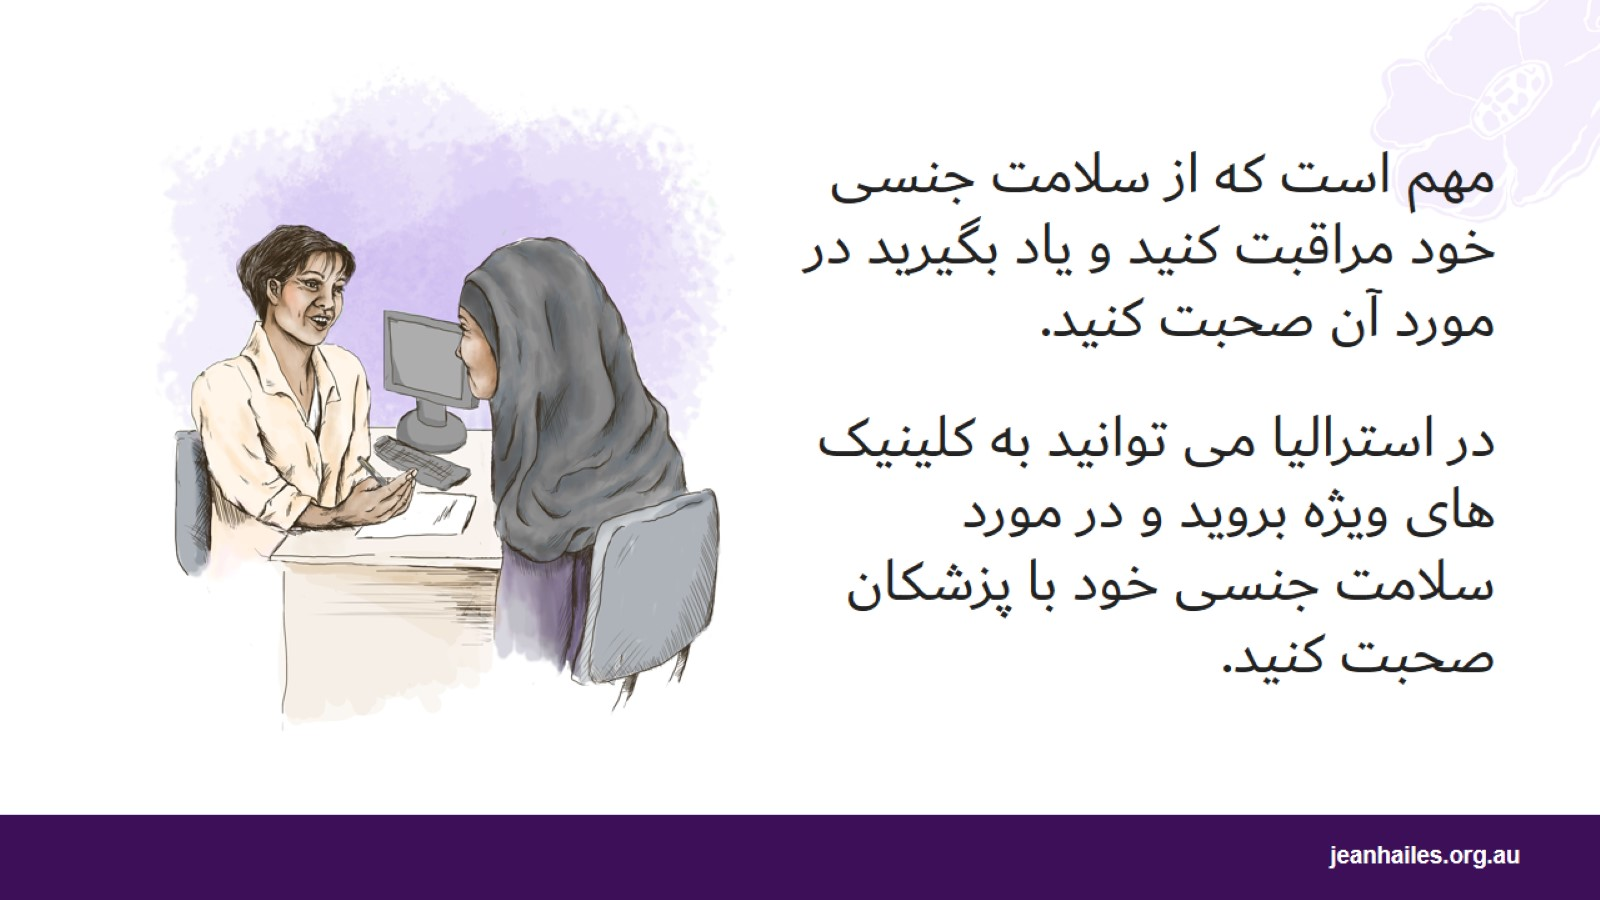 مهم است که از سلامت جنسی
خود مراقبت کنید و یاد بگیرید در
مورد آن صحبت کنید.
در استرالیا می توانید به کلینیک
های ویژه بروید و در مورد
سلامت جنسی خود با پزشکان
صحبت کنید.
jeanhailes.org.au